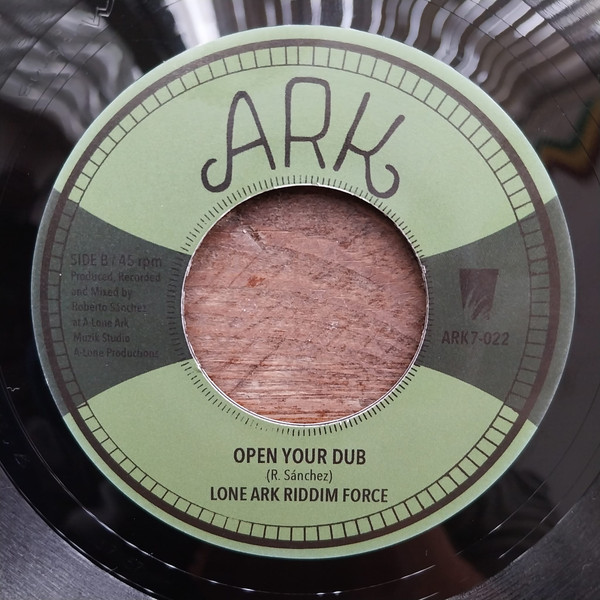 ARK
SIDE B / 45 rpm
Produced, Recorded
and Mixed by
Roberto Sánchez
at A-Lone Ark
Muzik Studio
A-Lone Productions
ARK7-022
OPEN YOUR DUB
(R. Sánchez)
LONE ARK RIDDIM FORCE